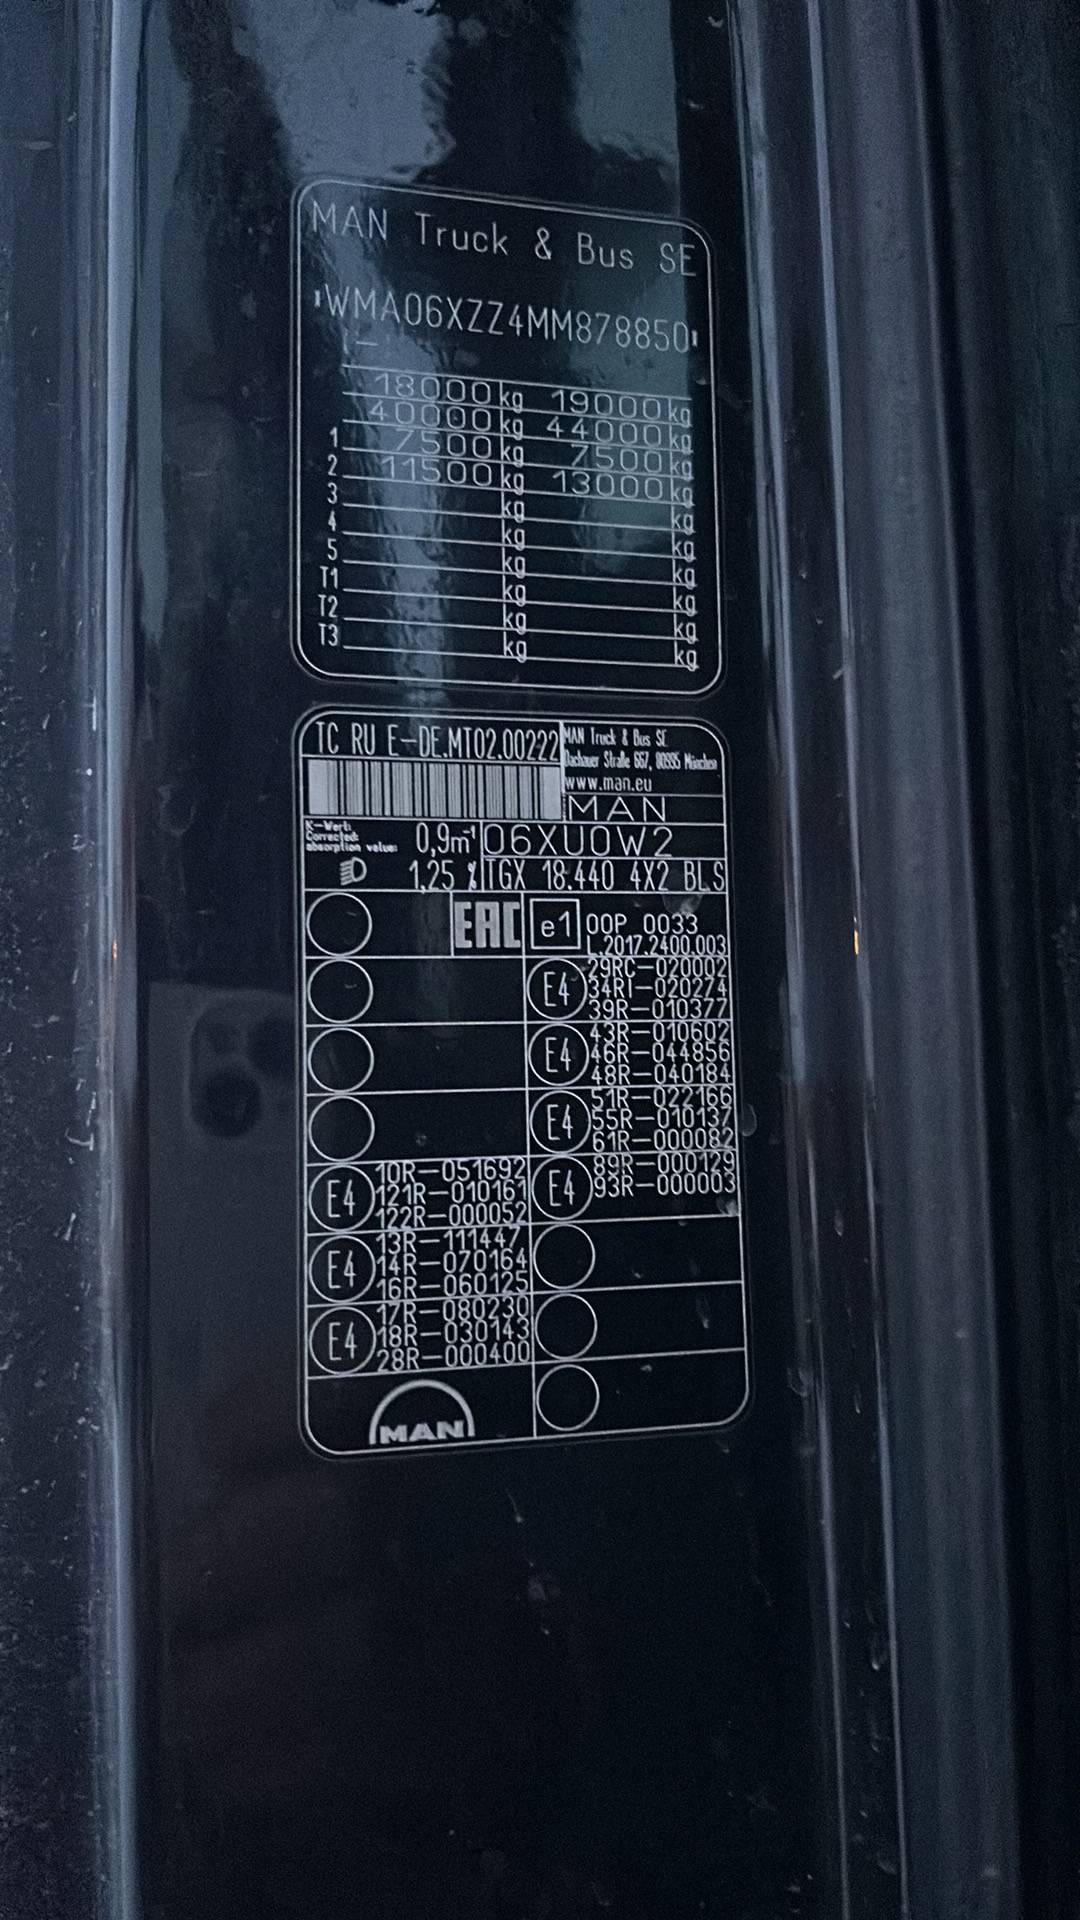 MAN Truck & Bus SE
WMA06XZZ4MM878850
18000 kg 19000 kg
40000 kg 44000 kg
1 7500 kg 7500 kg
2 11500 kg 13000 kg
3 kg kg
4 kg kg
5 kg kg
T1 kg kg
T2 kg kg
T3 kg kg
TC RU E-DE.MT02.00222
MAN Truck & Bus SE
Dachauer Straße 667, 80995 München
www.man.eu
MAN
K-Wert:
Corrected
absorption value:
0,9m⁻¹
06XU0W2
1,25 %
TGX 18.440 4X2 BLS
EAC
e1
00P 0033
L.2017.2400.003
E4
29RC-020002
34RI-020274
39R-010377
E4
43R-010602
46R-044856
48R-040184
E4
51R-022166
55R-010137
61R-000082
E4
89R-000129
93R-000003
E4
10R-051692
121R-010161
122R-000052
E4
13R-111447
14R-070164
16R-060125
E4
17R-080230
18R-030143
28R-000400
MAN